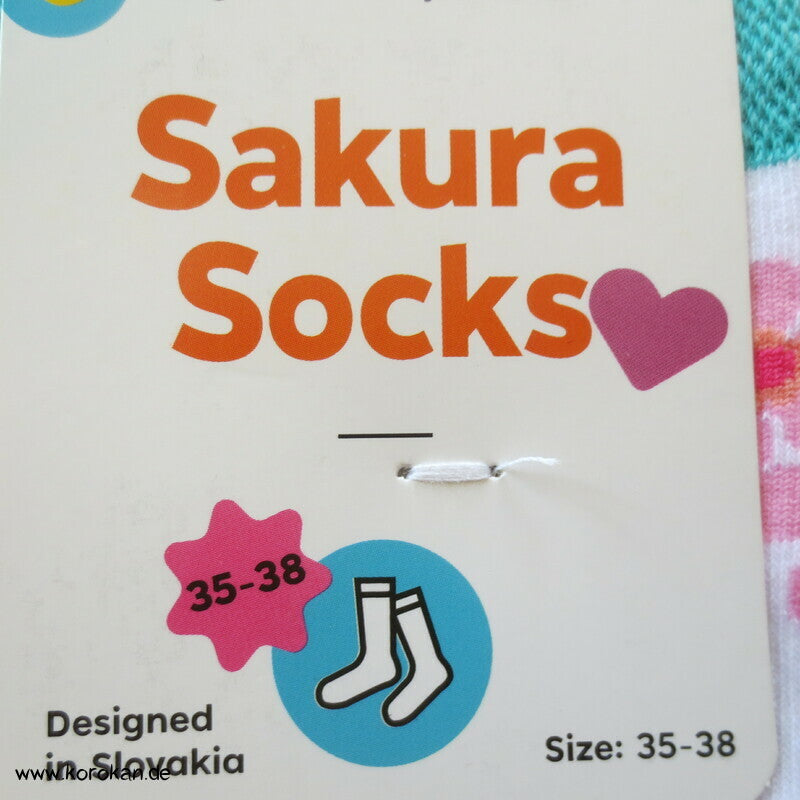 Sakura
Socks
35-38
Designed
in Slovakia
Size: 35-38
www.korokan.de